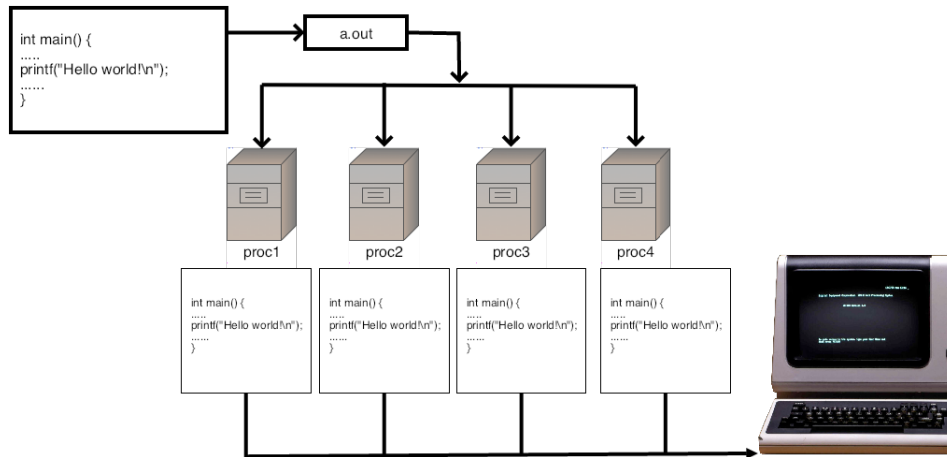 int main() {
.....
printf("Hello world!\n");
......
}
a.out
proc1
proc2
proc3
proc4
int main() {
.....
printf("Hello world!\n");
......
}
int main() {
.....
printf("Hello world!\n");
......
}
int main() {
.....
printf("Hello world!\n");
......
}
int main() {
.....
printf("Hello world!\n");
......
}